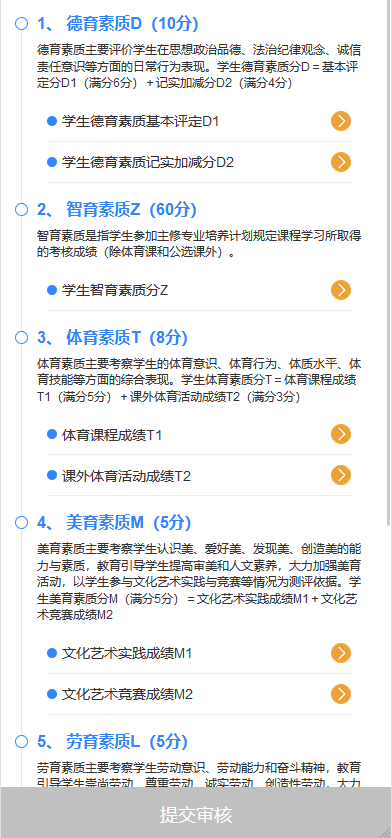 1、 德育素质D（10分）
德育素质主要评价学生在思想政治品德、法治纪律观念、诚信
责任意识等方面的日常行为表现。学生德育素质分D＝基本评
定分D1（满分6分）＋记实加减分D2（满分4分）
学生德育素质基本评定D1
学生德育素质记实加减分D2
2、 智育素质Z（60分）
智育素质是指学生参加主修专业培养计划规定课程学习所取得
的考核成绩（除体育课和公选课外）。
学生智育素质分Z
3、 体育素质T（8分）
体育素质主要考察学生的体育意识、体育行为、体质水平、体
育技能等方面的综合表现。学生体育素质分T＝体育课程成绩
T1（满分5分）＋课外体育活动成绩T2（满分3分）
体育课程成绩T1
课外体育活动成绩T2
4、 美育素质M（5分）
美育素质主要考察学生认识美、爱好美、发现美、创造美的能
力与素质，教育引导学生提高审美和人文素养，大力加强美育
活动，以学生参与文化艺术实践与竞赛等情况为测评依据。学
生美育素质分M（满分5分）＝文化艺术实践成绩M1＋文化艺
术竞赛成绩M2
文化艺术实践成绩M1
文化艺术竞赛成绩M2
5、 劳育素质L（5分）
劳育素质主要考察学生劳动意识、劳动能力和奋斗精神，教育
引导学生崇尚劳动、尊重劳动、诚实劳动、创造性劳动，大力
提交审核